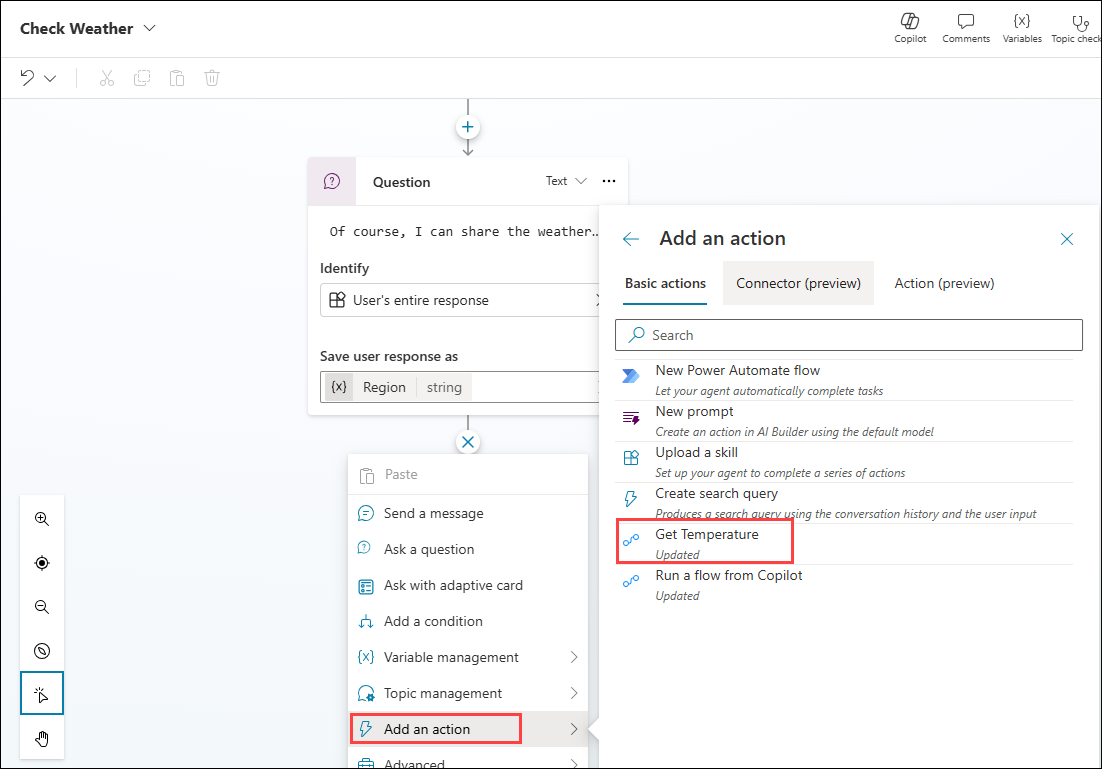 Check Weather
Copilot
Comments
{x}
Variables
Topic check
Question
Text
Of course, I can share the weather..
Identify
User's entire response
Save user response as
{x} Region string
Paste
Send a message
Ask a question
Ask with adaptive card
Add a condition
{x} Variable management
Topic management
Add an action
Advanced
Add an action
Basic actions
Connector (preview)
Action (preview)
Search
New Power Automate flow
Let your agent automatically complete tasks
New prompt
Create an action in AI Builder using the default model
Upload a skill
Set up your agent to complete a series of actions
Create search query
Produces a search query using the conversation history and the user input
Get Temperature
Updated
Run a flow from Copilot
Updated